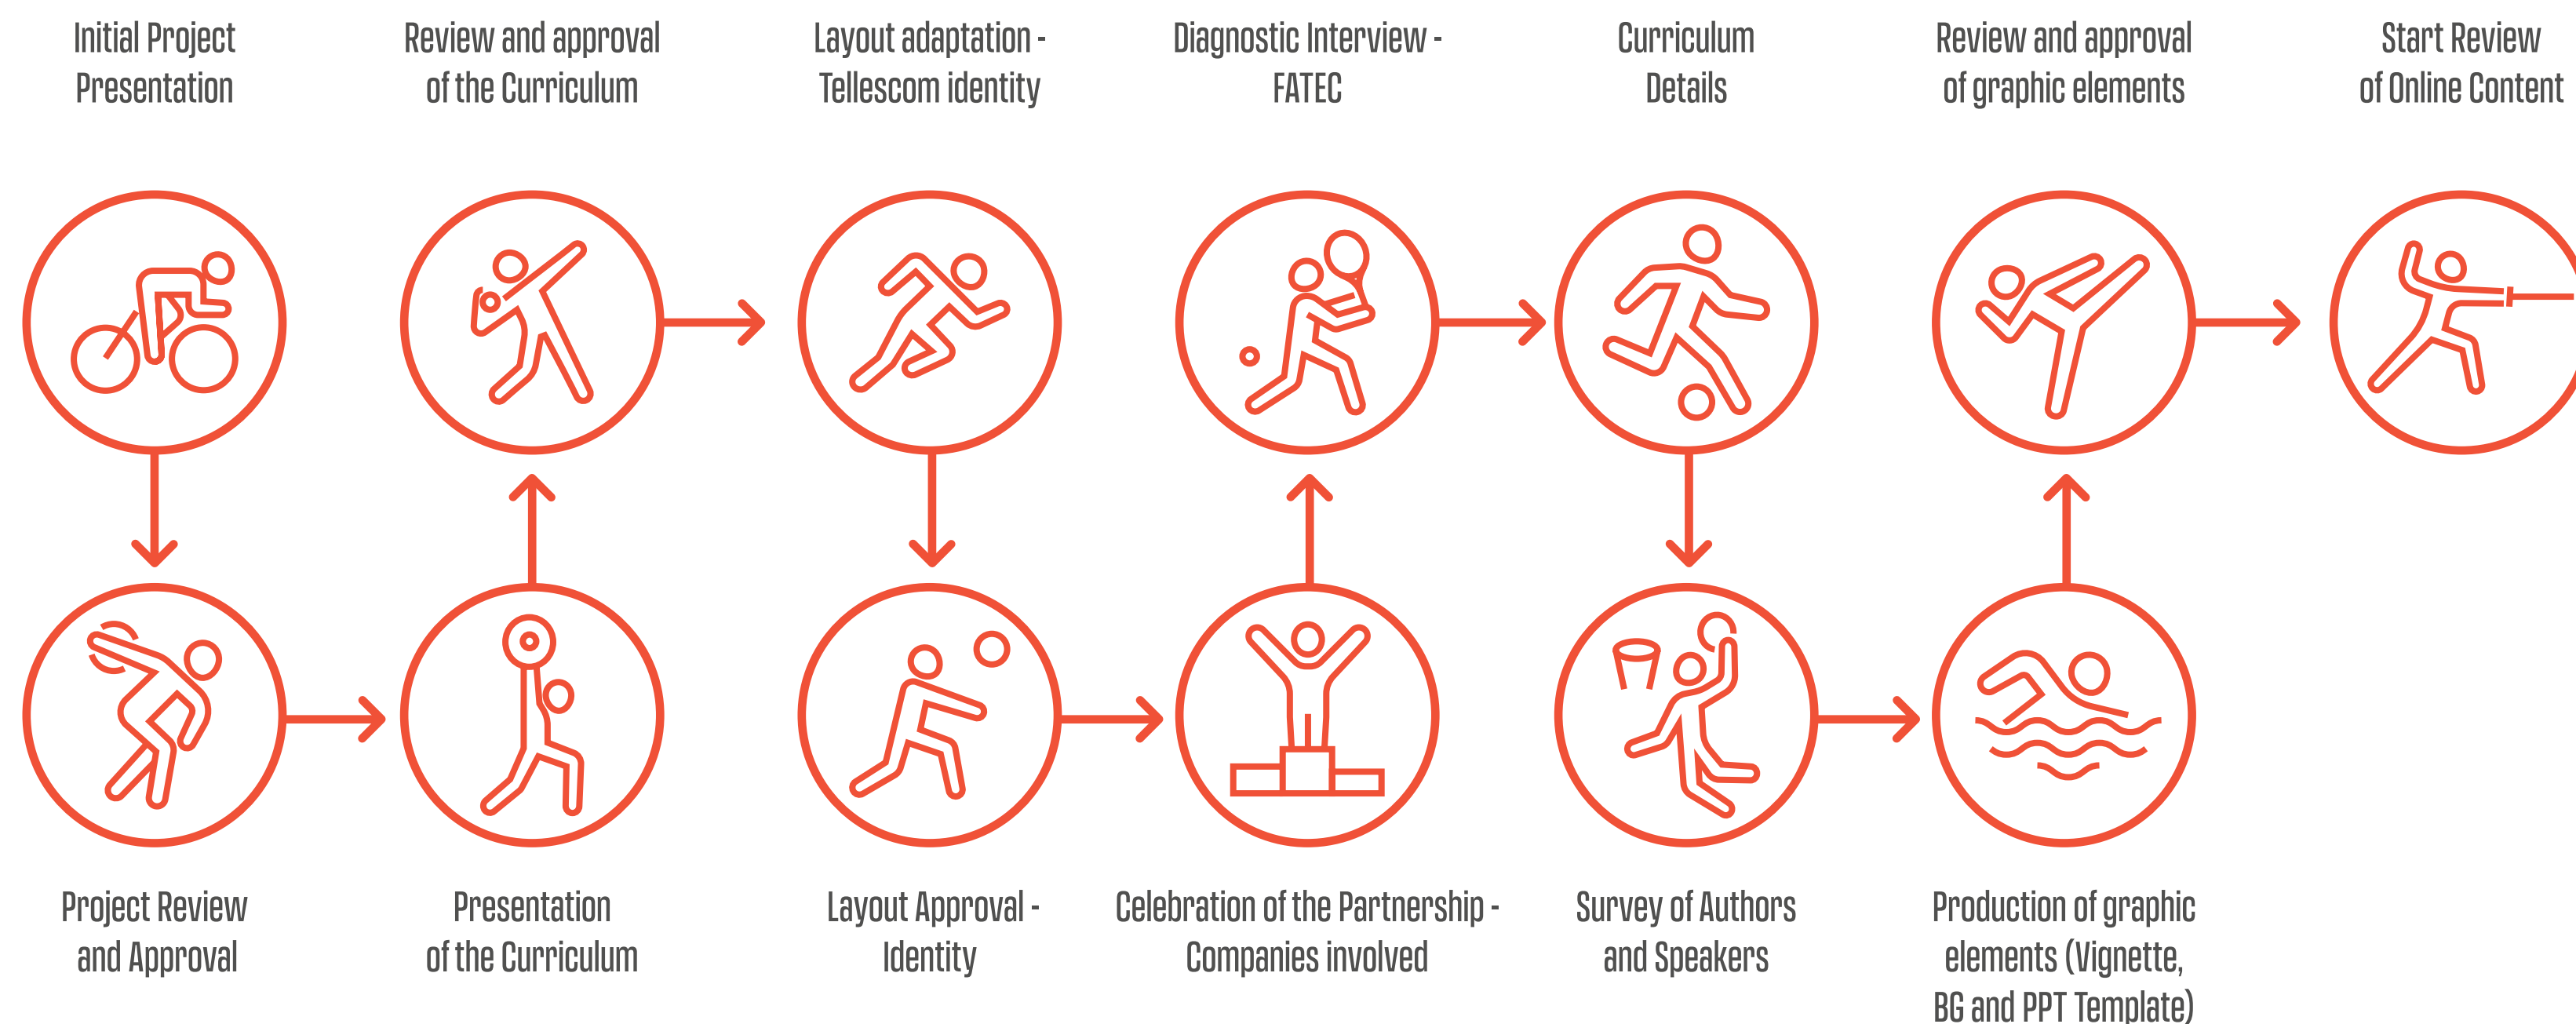 Initial Project
Presentation
Review and approval
of the Curriculum
Layout adaptation -
Tellescom identity
Diagnostic Interview -
FATEC
Curriculum
Details
Review and approval
of graphic elements
Start Review
of Online Content
Project Review
and Approval
Presentation
of the Curriculum
Layout Approval -
Identity
Celebration of the Partnership -
Companies involved
Survey of Authors
and Speakers
Production of graphic
elements (Vignette,
BG and PPT Template)